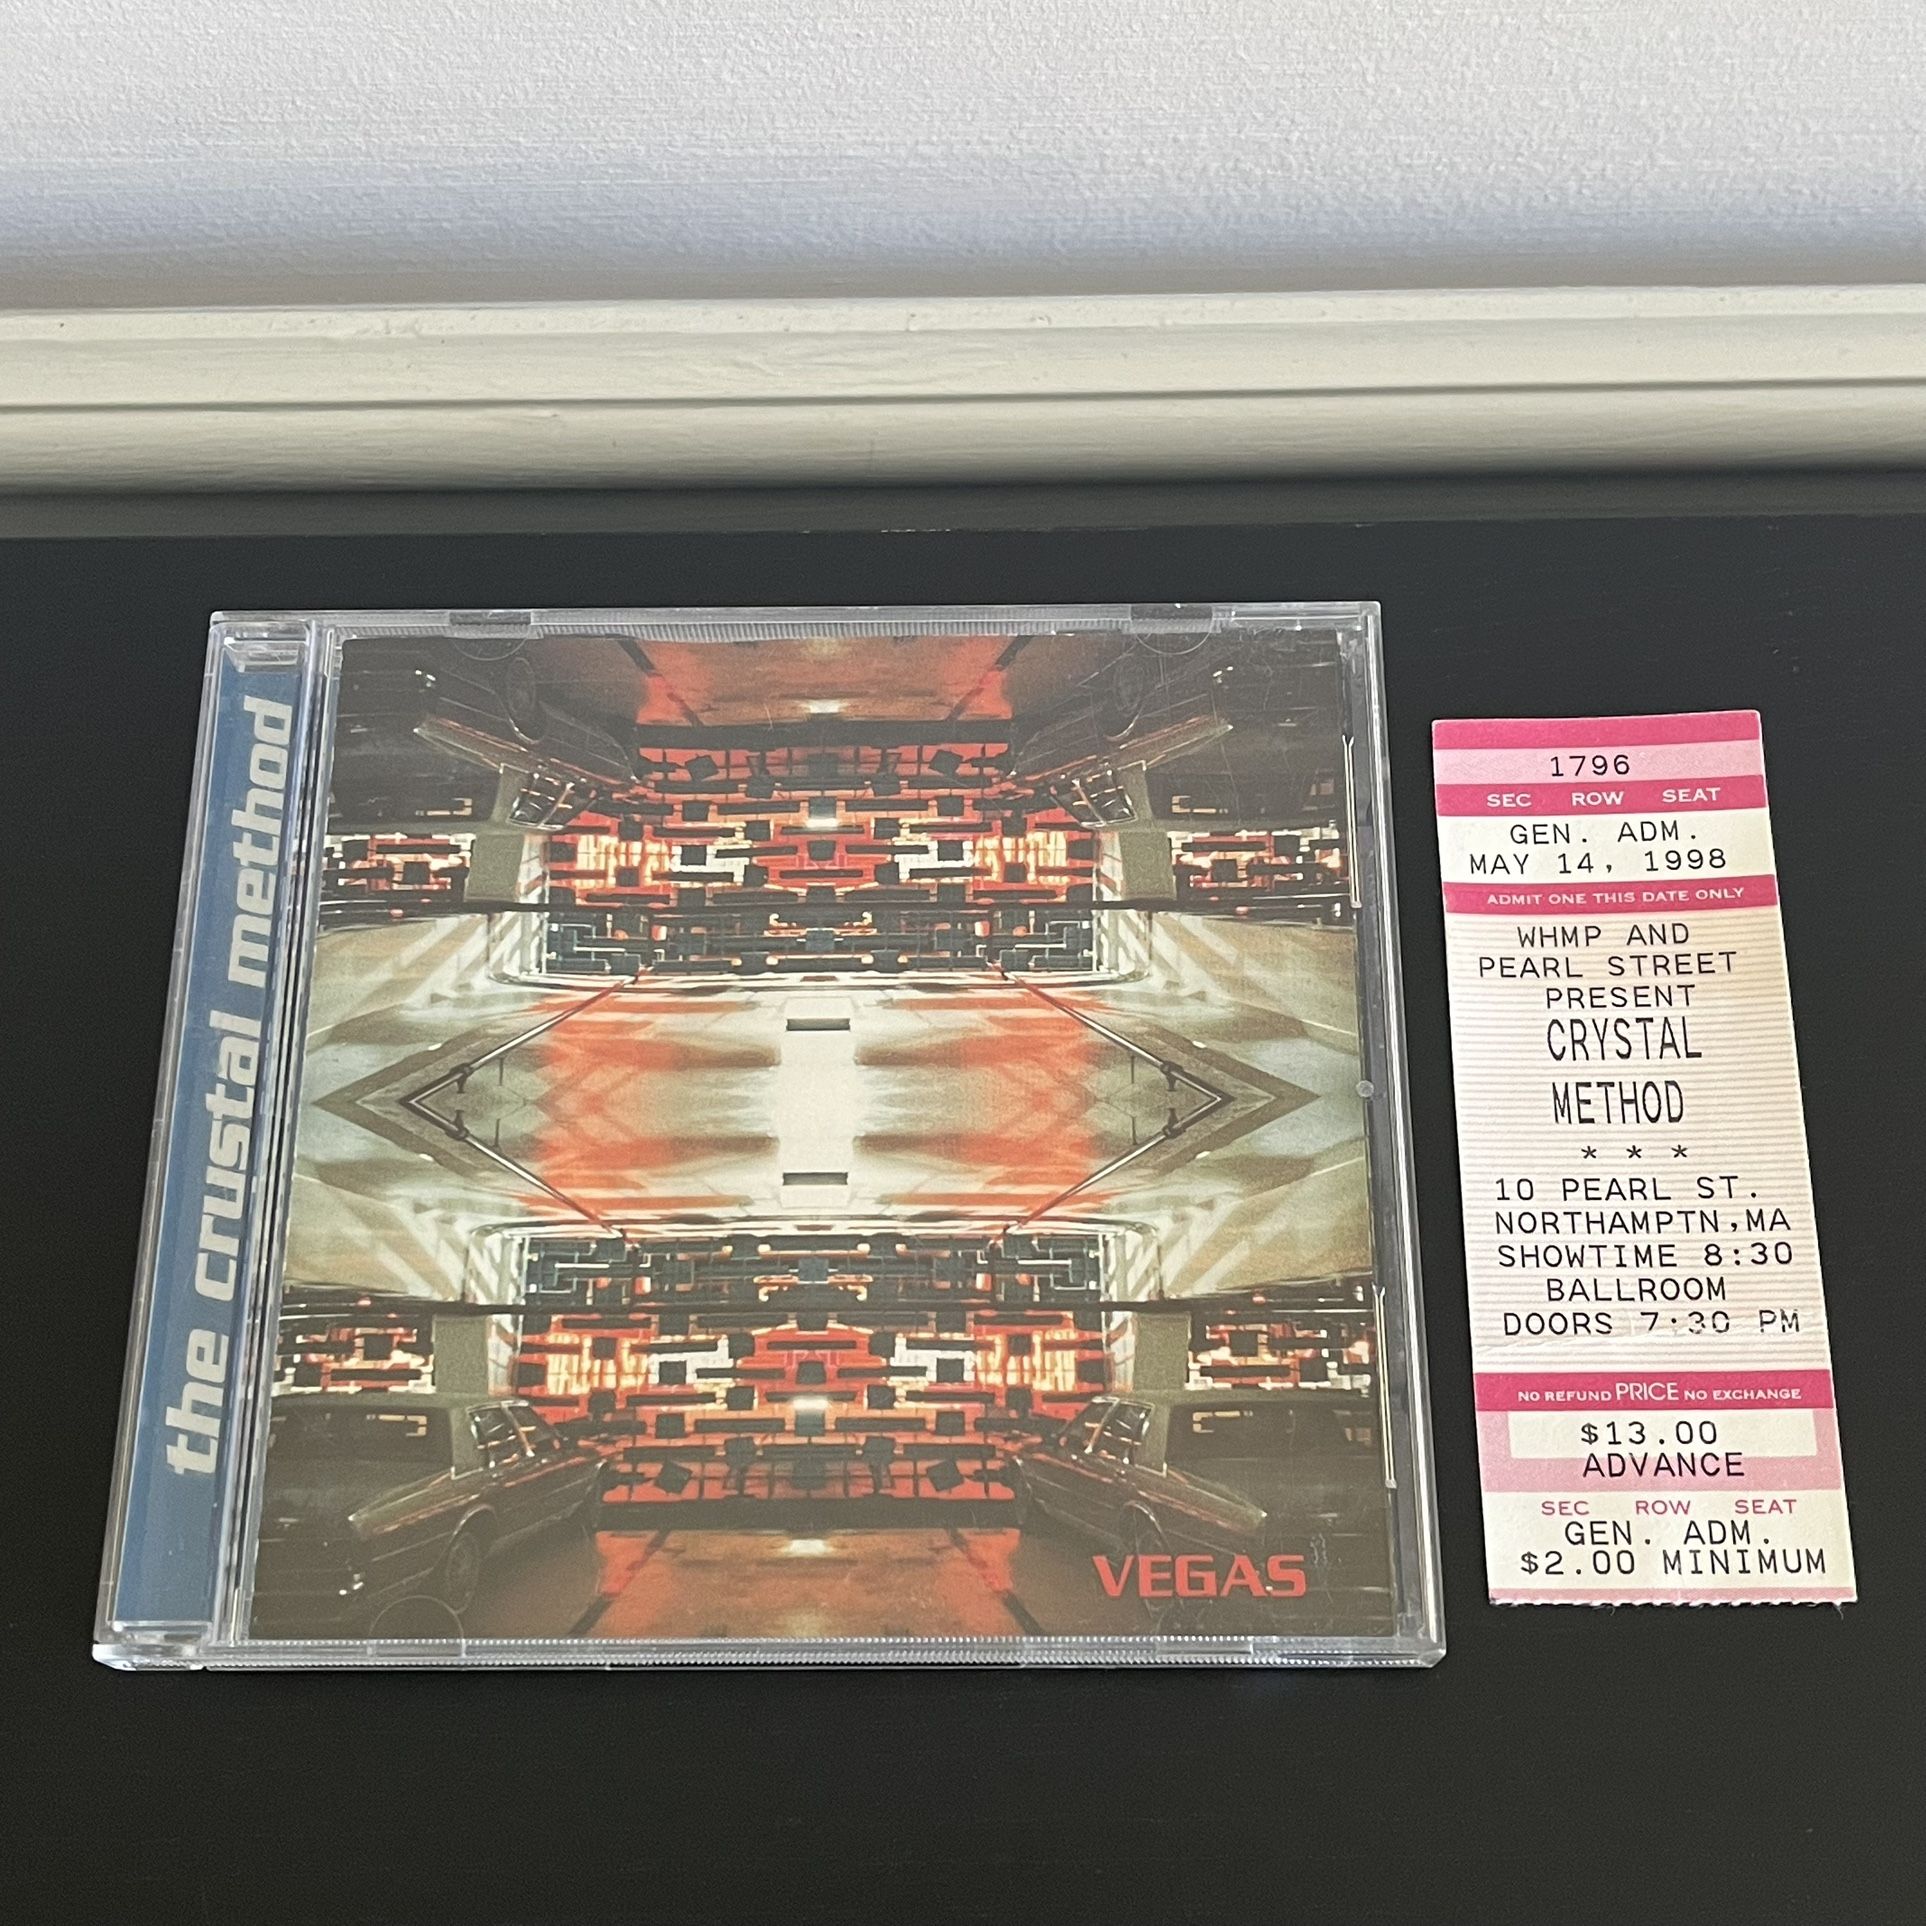 the crystal method
VEGAS
1796
SEC ROW SEAT
GEN. ADM.
MAY 14, 1998
ADMIT ONE THIS DATE ONLY
WHMP AND
PEARL STREET
PRESENT
CRYSTAL
METHOD
* * *
10 PEARL ST.
NORTHAMPTN,MA
SHOWTIME 8:30
BALLROOM
DOORS 7:30 PM
NO REFUND PRICE NO EXCHANGE
$13.00
ADVANCE
SEC ROW SEAT
GEN. ADM.
$2.00 MINIMUM